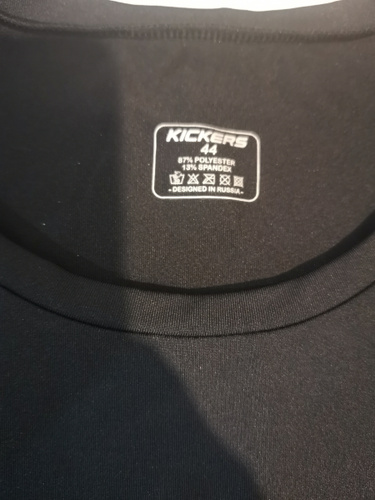 KICKERS
44
87% POLYESTER
13% SPANDEX
- DESIGNED IN RUSSIA -